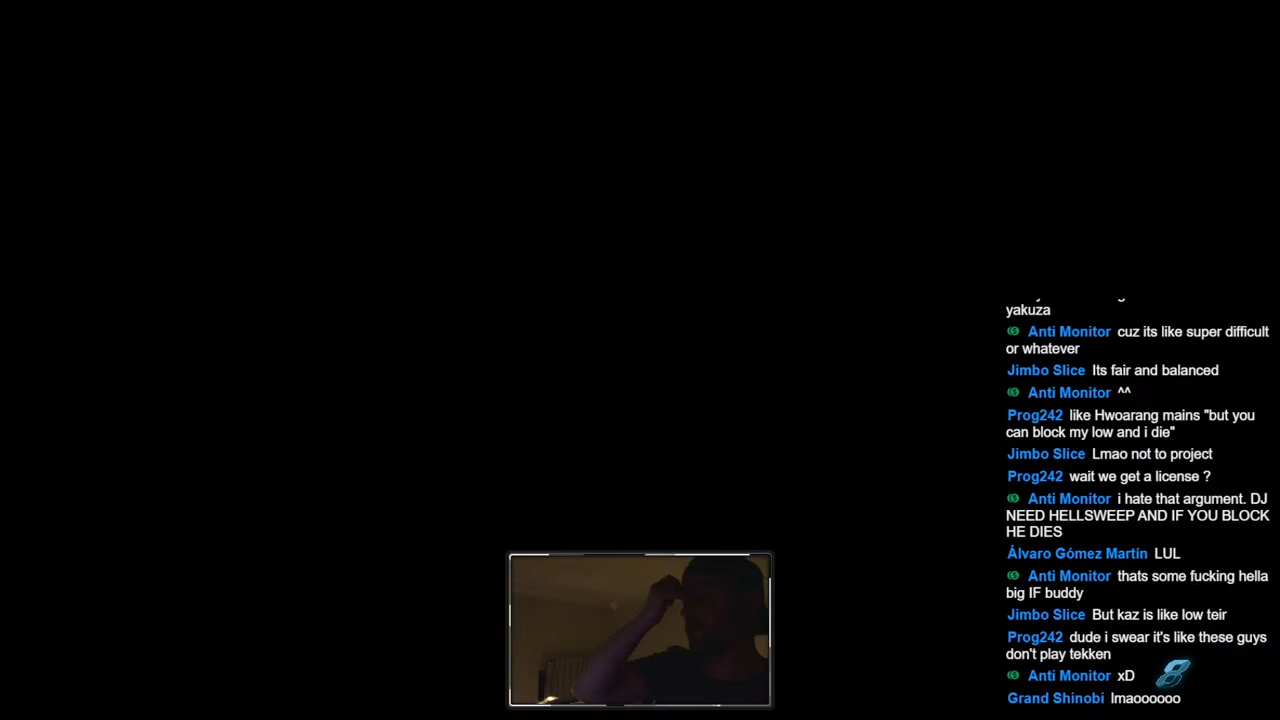 yakuza
Anti Monitor cuz its like super difficult
or whatever
Jimbo Slice Its fair and balanced
Anti Monitor ^^
Prog242 like Hwoarang mains "but you
can block my low and i die"
Jimbo Slice Lmao not to project
Prog242 wait we get a license ?
Anti Monitor i hate that argument. DJ
NEED HELLSWEEP AND IF YOU BLOCK
HE DIES
Álvaro Gómez Martín LUL
Anti Monitor thats some fucking hella
big IF buddy
Jimbo Slice But kaz is like low teir
Prog242 dude i swear it's like these guys
don't play tekken
Anti Monitor xD
8
Grand Shinobi lmaoooooo